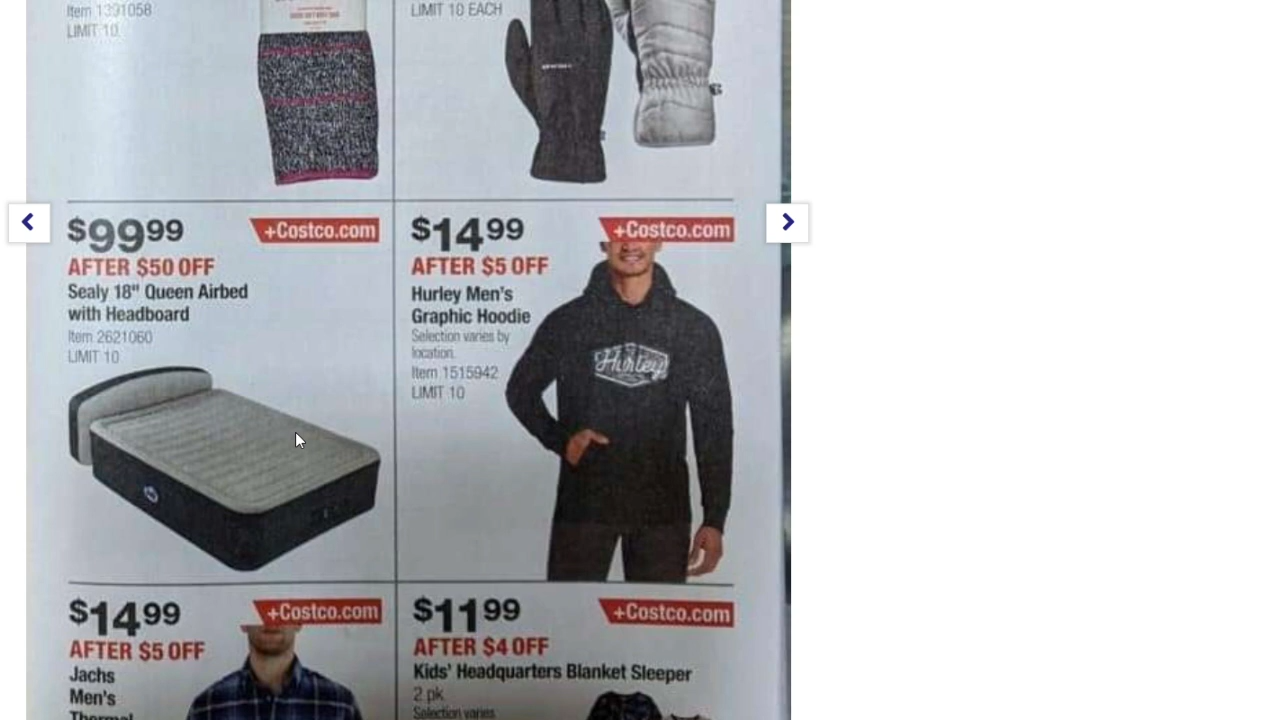 Item 1391058
LIMIT 10
LIMIT 10 EACH
$99 99
+Costco.com
AFTER $50 OFF
Sealy 18" Queen Airbed
with Headboard
Item 2621060
LIMIT 10
$14 99
+Costco.com
AFTER $5 OFF
Hurley Men's
Graphic Hoodie
Selection varies by
location.
Item 1515942
LIMIT 10
Hurley
$14 99
+Costco.com
AFTER $5 OFF
Jachs
Men's
Thermal
$11 99
+Costco.com
AFTER $4 OFF
Kids' Headquarters Blanket Sleeper
2 pk.
Selection varies